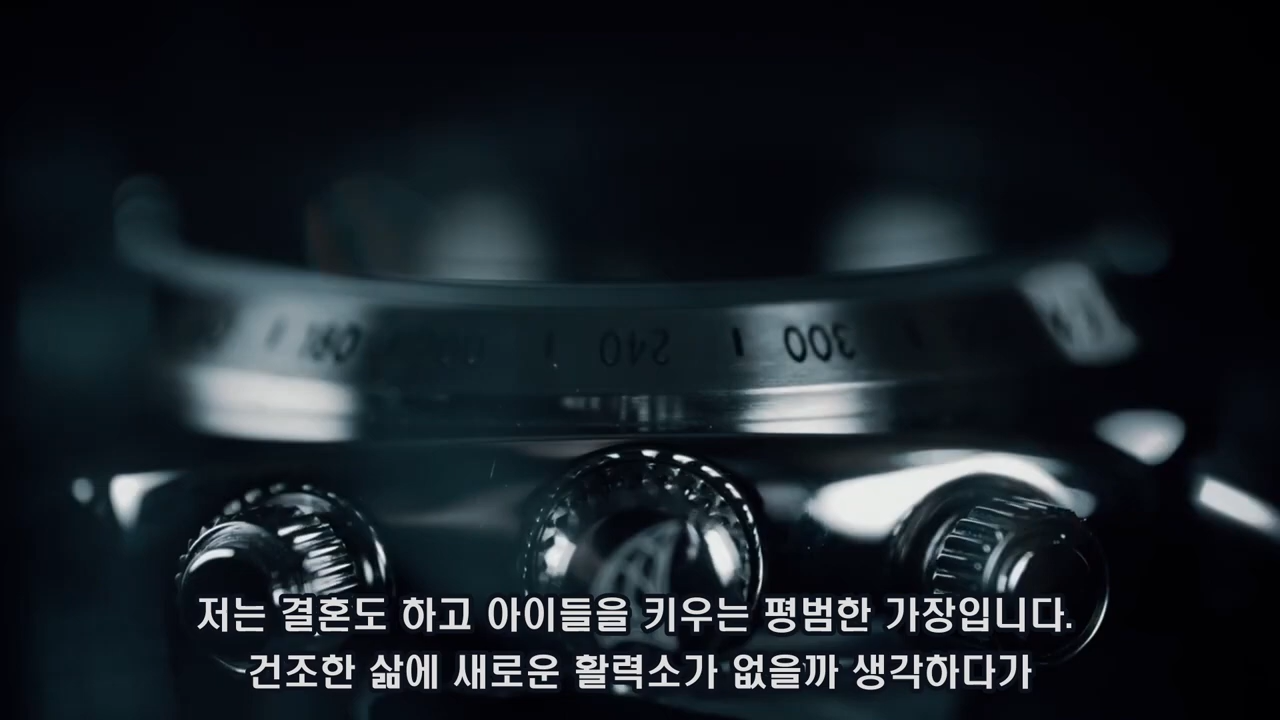 240
300
저는 결혼도 하고 아이들을 키우는 평범한 가장입니다.
건조한 삶에 새로운 활력소가 없을까 생각하다가